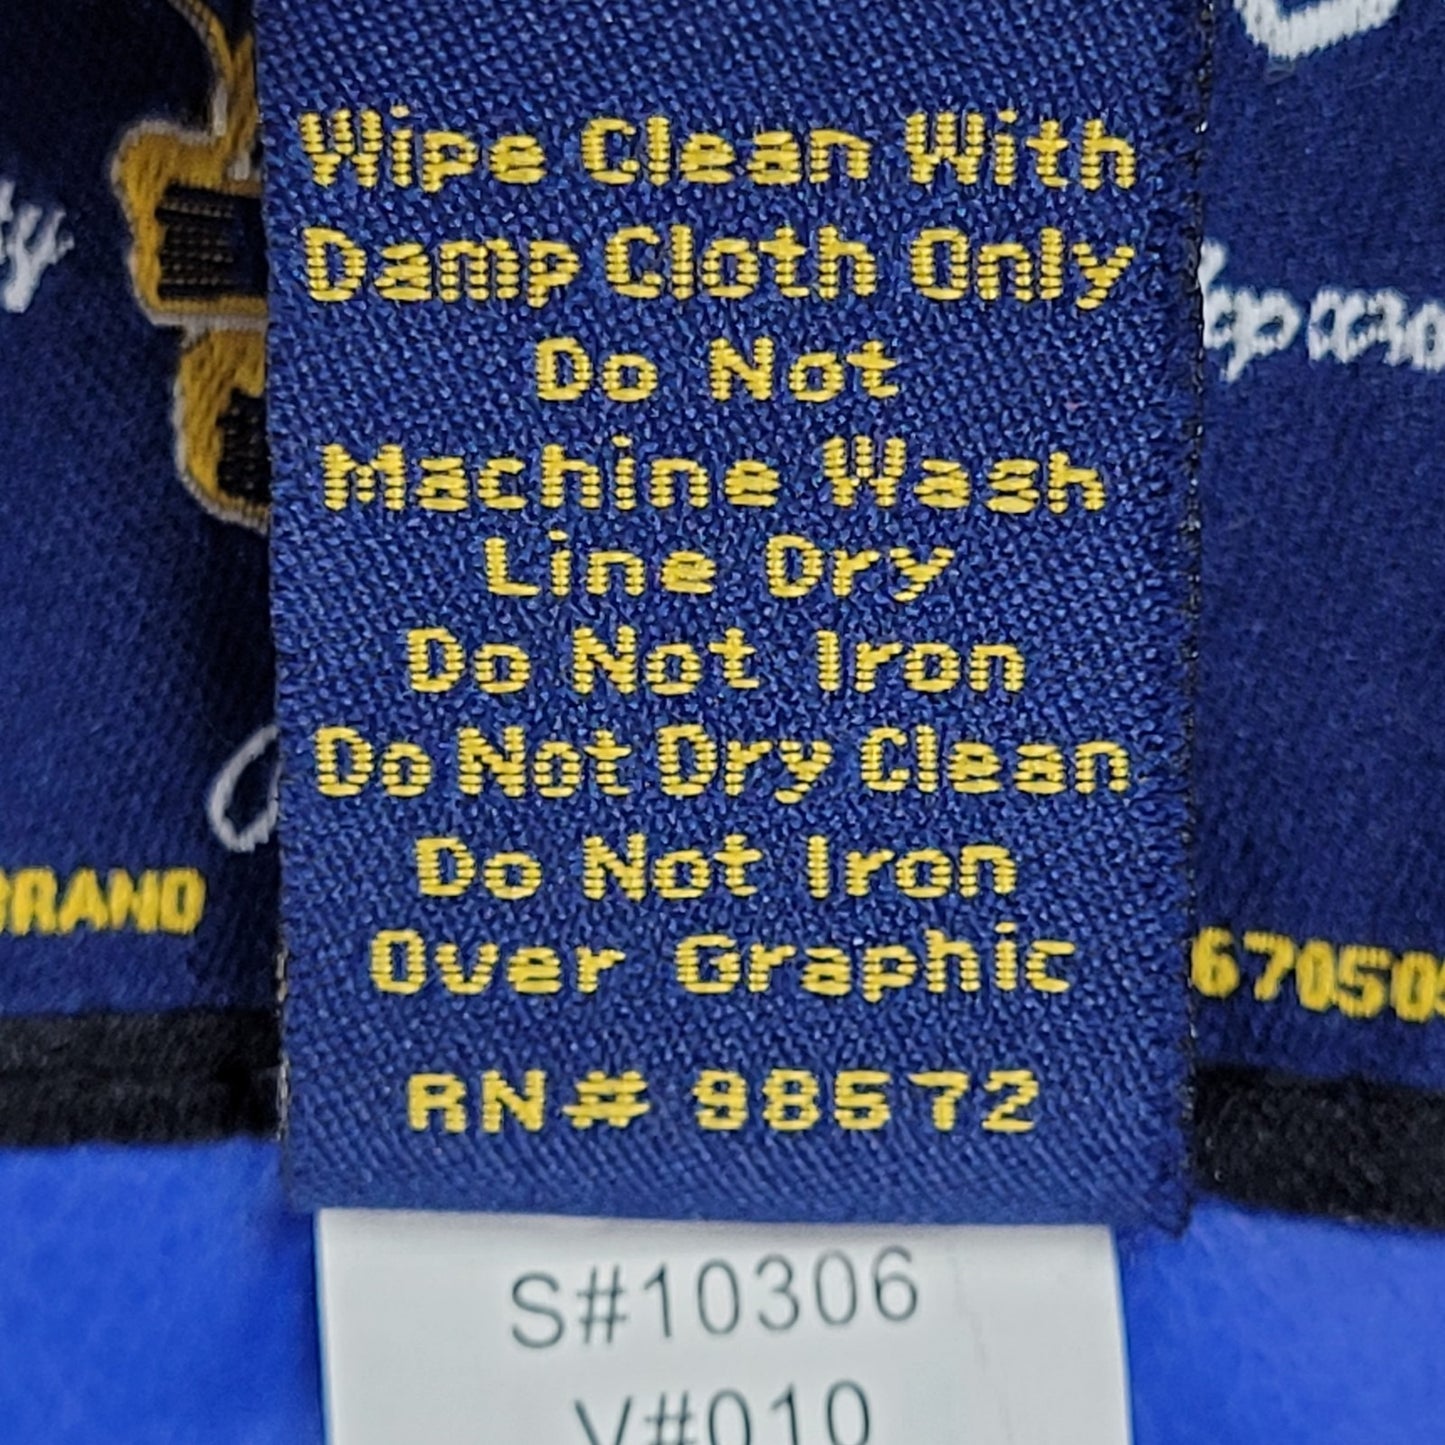 Wipe Clean With
Damp Cloth Only
Do Not
Machine Wash
Line Dry
Do Not Iron
Do Not Dry Clean
Do Not Iron
Over Graphic
RN# 98572
BRAND
670505
S#10306
V#010